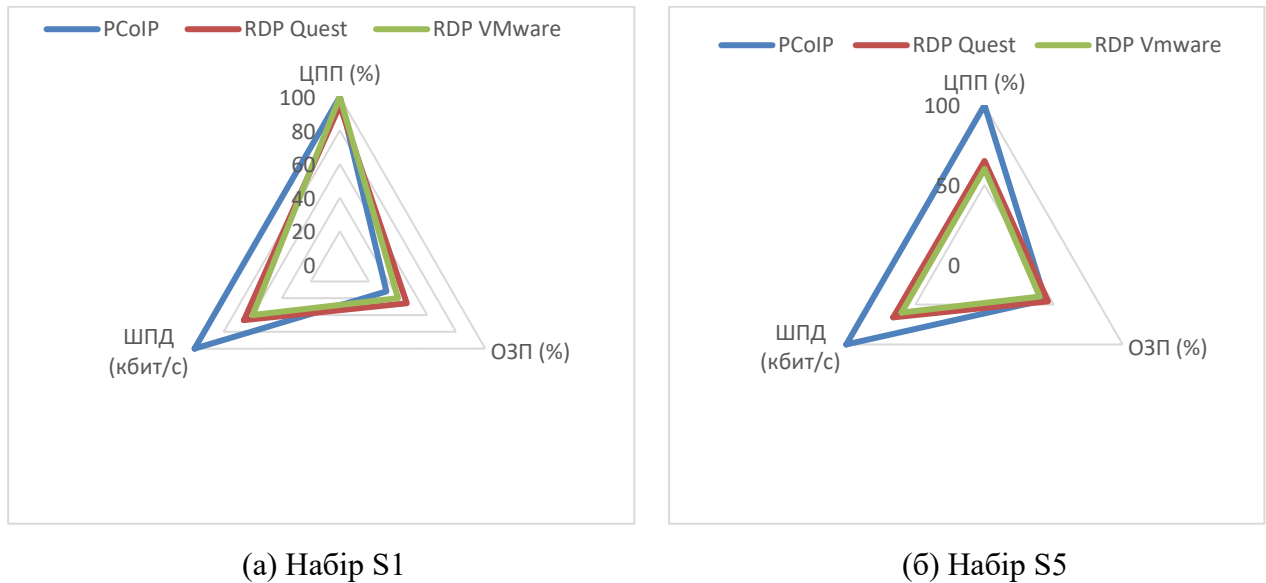 PCoIP RDP Quest RDP VMware
ЦПП (%)
100
80
60
40
20
0
ШПД
(кбит/с)
ОЗП (%)
(а) Набір S1
PCoIP RDP Quest RDP Vmware
ЦПП (%)
100
50
0
ШПД
(кбит/с)
ОЗП (%)
(б) Набір S5